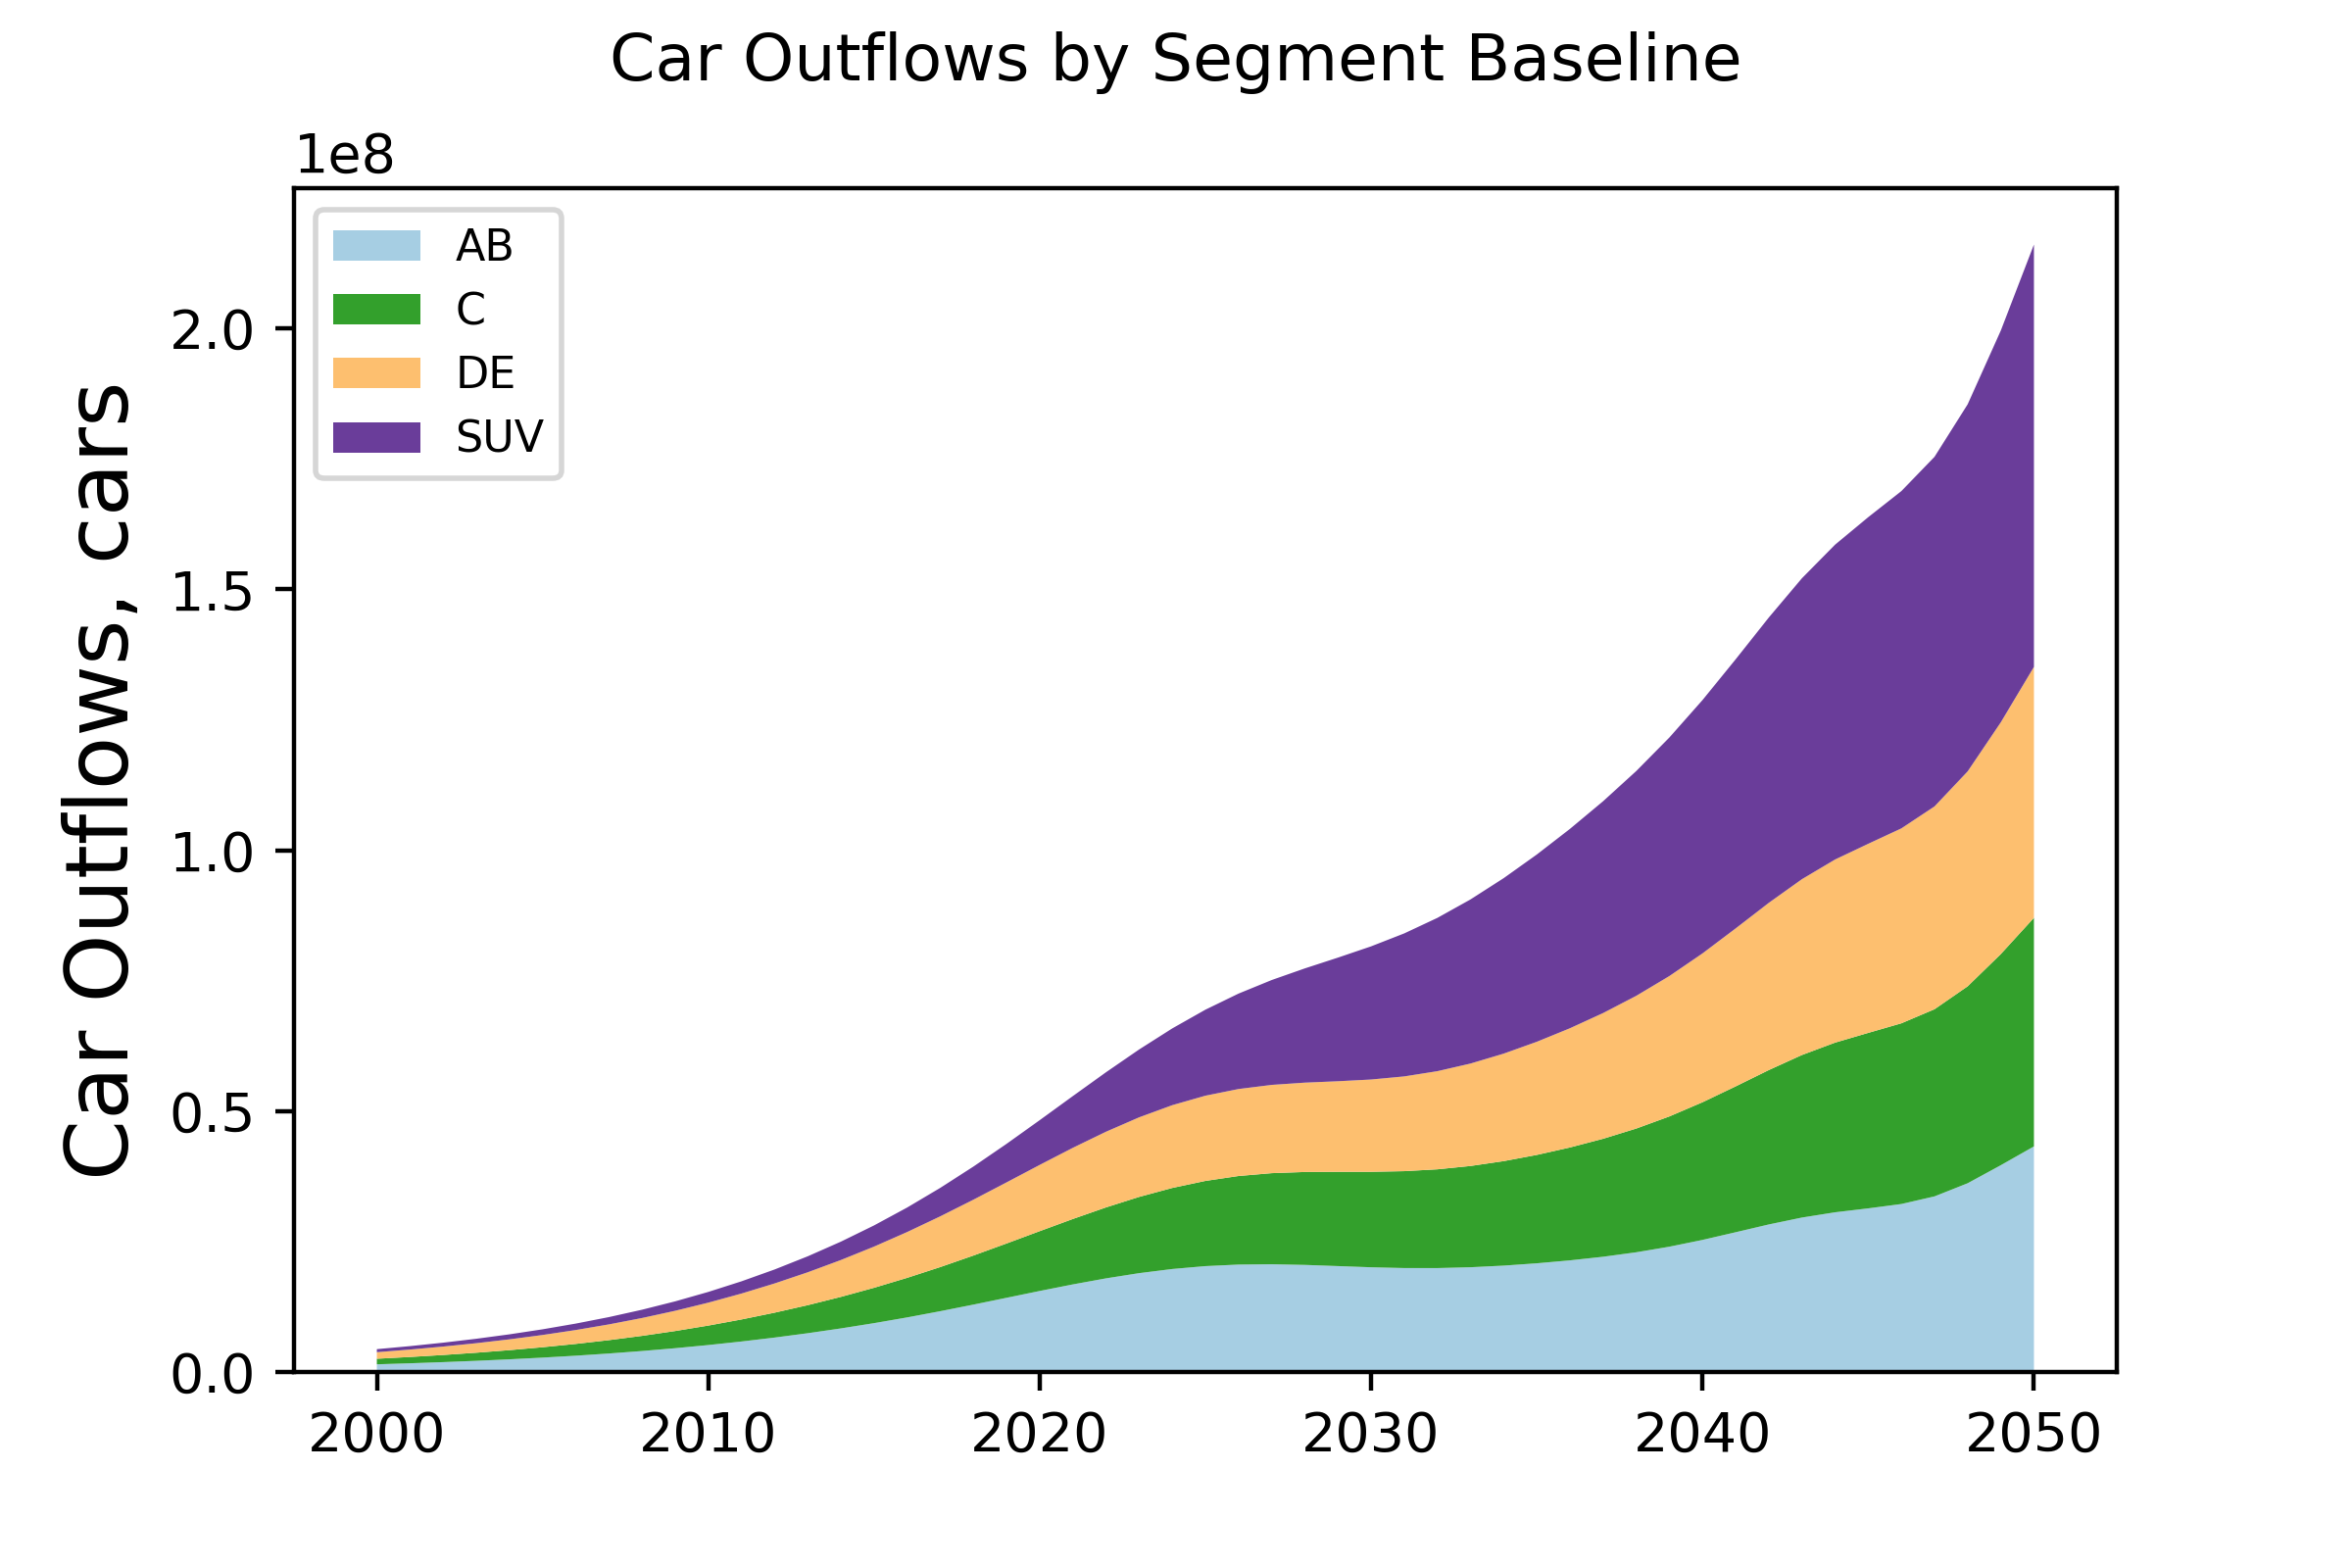 Car Outflows by Segment Baseline
1e8
AB
C
DE
SUV
2.0
1.5
1.0
0.5
0.0
Car Outflows, cars
2000 2010 2020 2030 2040 2050